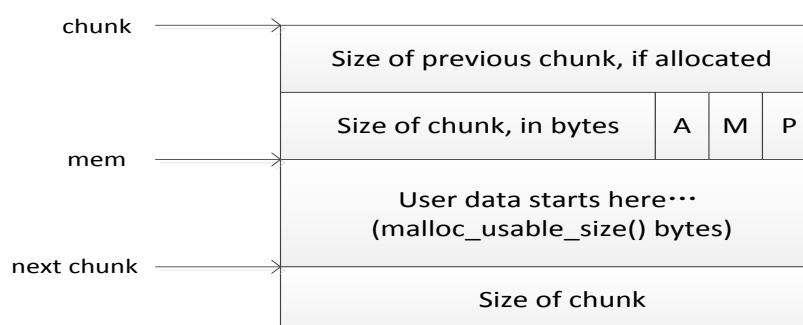 chunk
Size of previous chunk, if allocated
Size of chunk, in bytes A M P
mem
User data starts here⋯
(malloc_usable_size() bytes)
next chunk
Size of chunk